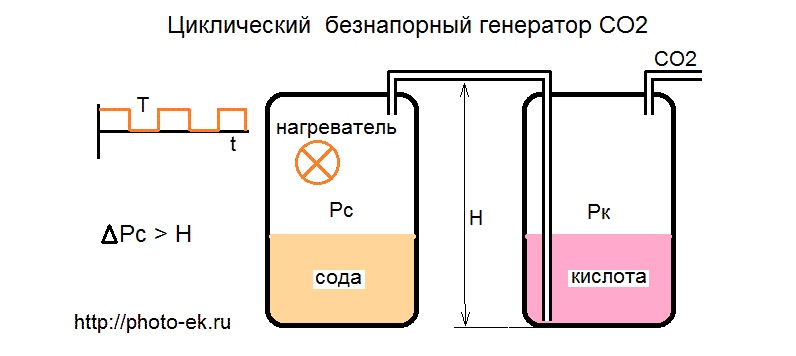 Циклический безнапорный генератор CO2
CO2
T
t
нагреватель
Pc
H
Pк
ΔPc > H
сода
кислота
http://photo-ek.ru